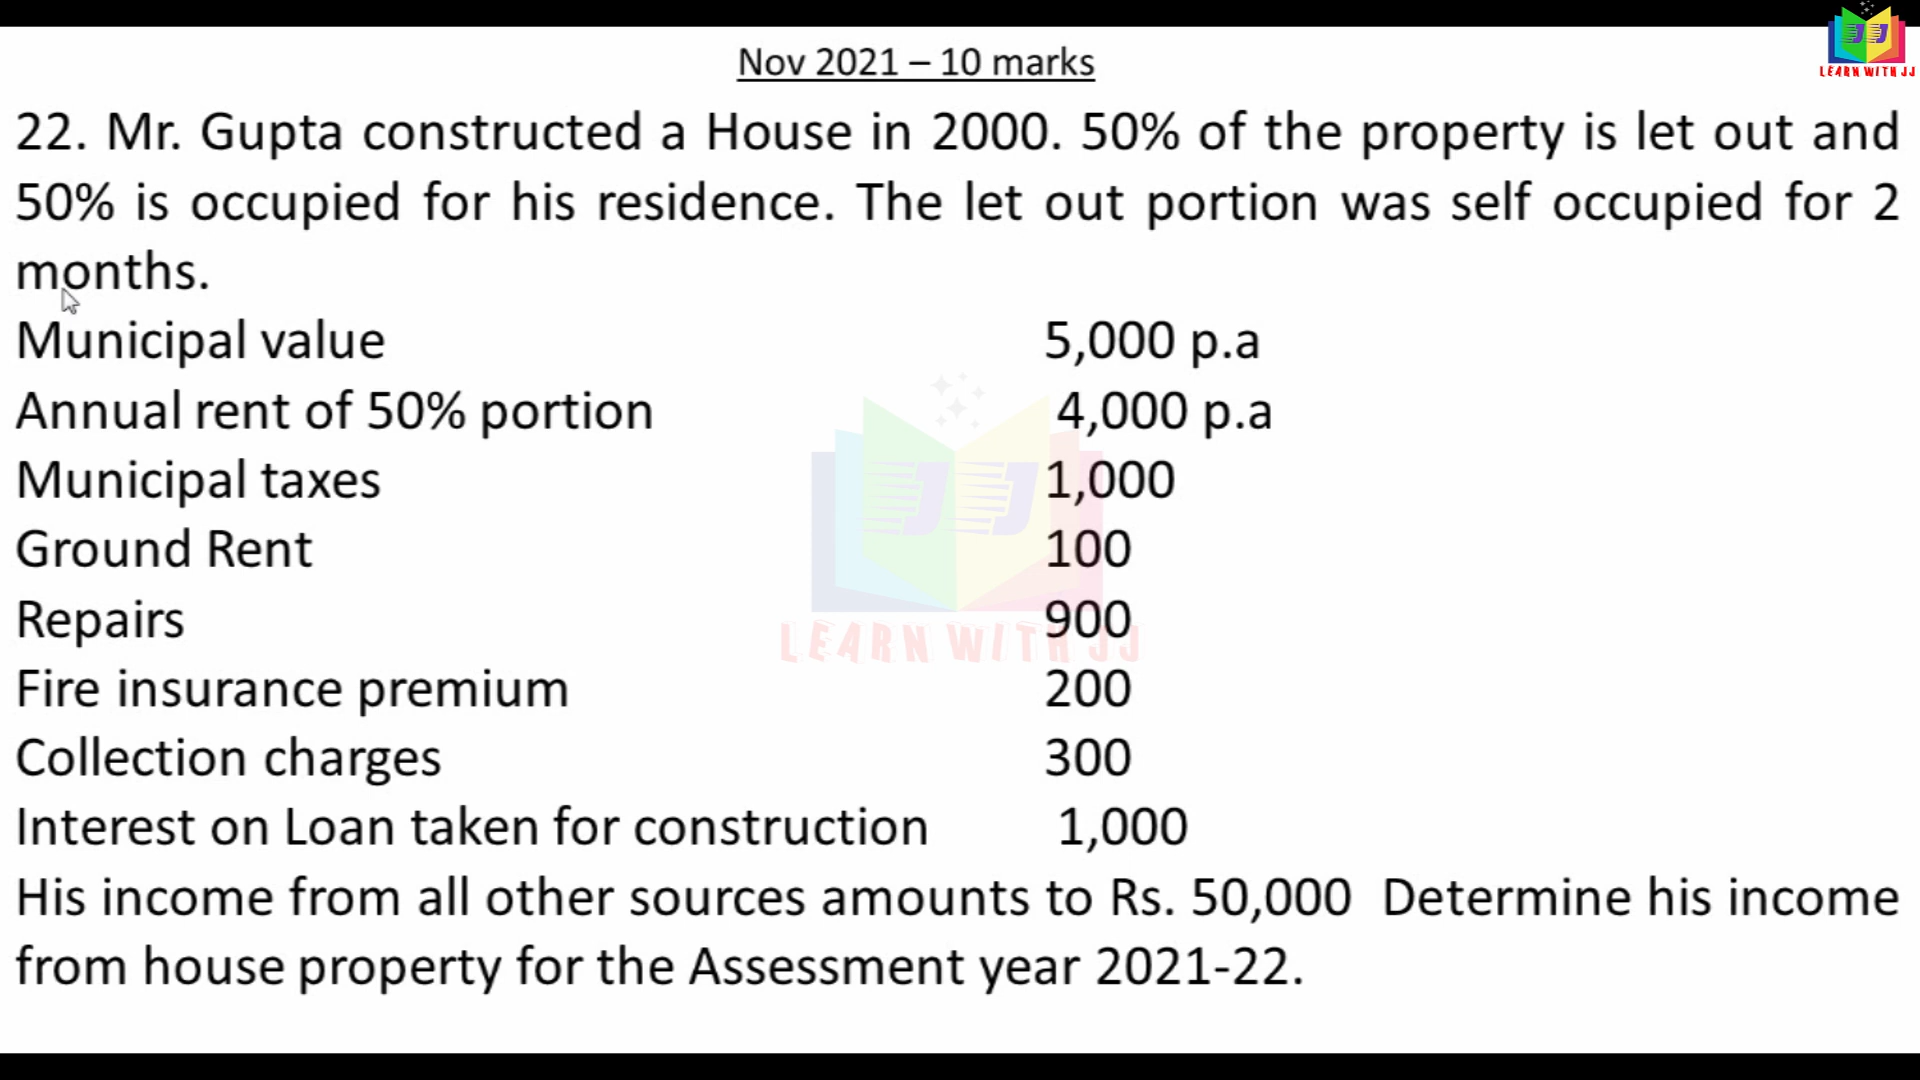 Nov 2021 – 10 marks
LEARN WITH JJ
22. Mr. Gupta constructed a House in 2000. 50% of the property is let out and
50% is occupied for his residence. The let out portion was self occupied for 2
months.
Municipal value 5,000 p.a
Annual rent of 50% portion 4,000 p.a
Municipal taxes 1,000
Ground Rent 100
Repairs 900
LEARN WITH JJ
Fire insurance premium 200
Collection charges 300
Interest on Loan taken for construction 1,000
His income from all other sources amounts to Rs. 50,000 Determine his income
from house property for the Assessment year 2021-22.